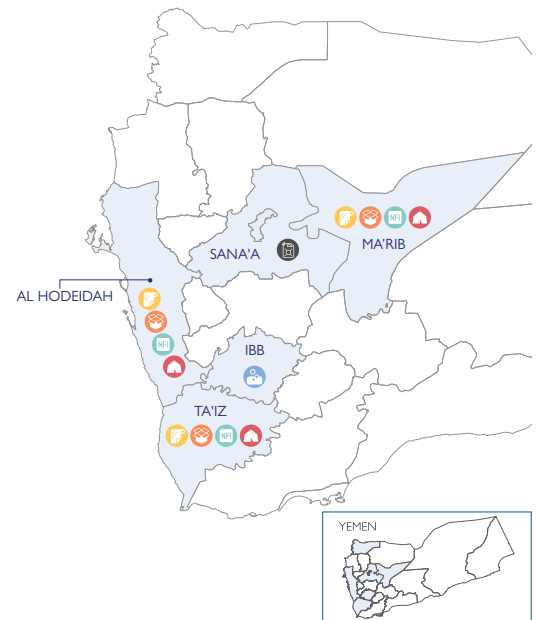 NFI
MA'RIB
SANA'A
AL HODEIDAH
NFI
IBB
TA'IZ
NFI
YEMEN